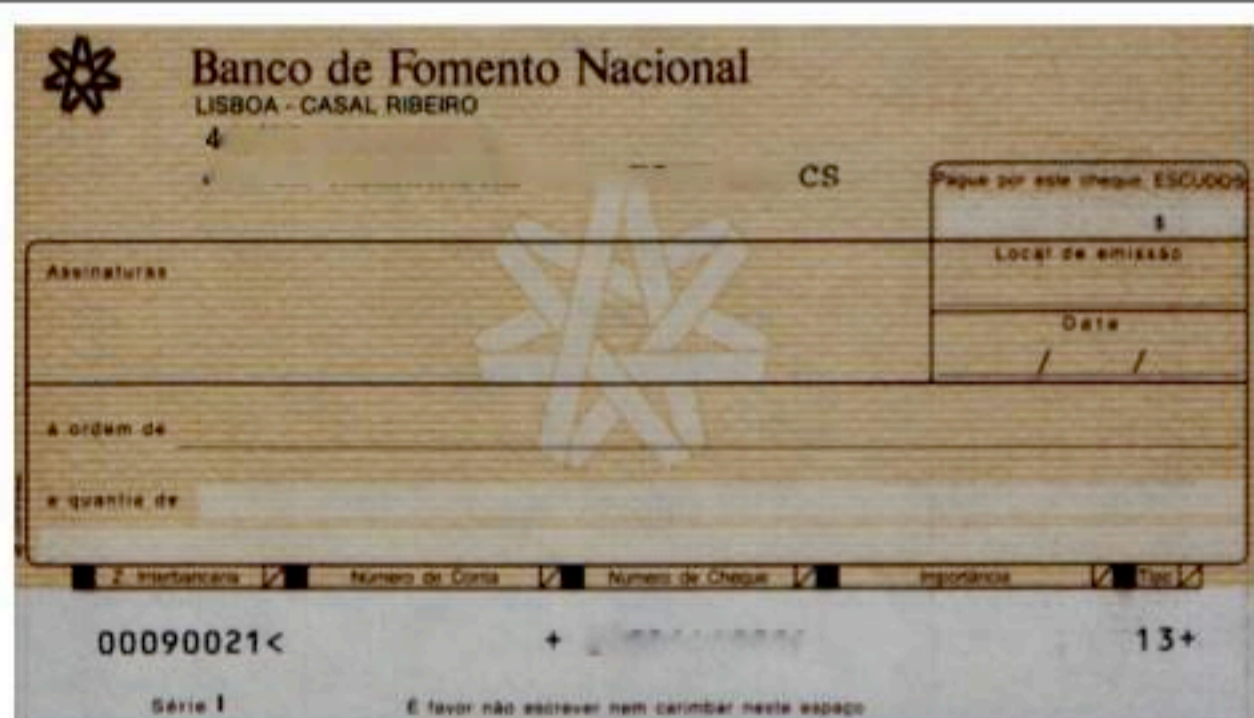 Banco de Fomento Nacional
LISBOA - CASAL RIBEIRO
4
CS
Pague por este cheque, ESCUDOS
$
Assinaturas
Local de emissão
Data
/ /
à ordem de
a quantia de
Z. Interbancária Número de Conta Número de Cheque Importância Tipo
00090021< + 13+
Série I É favor não escrever nem carimbar neste espaço